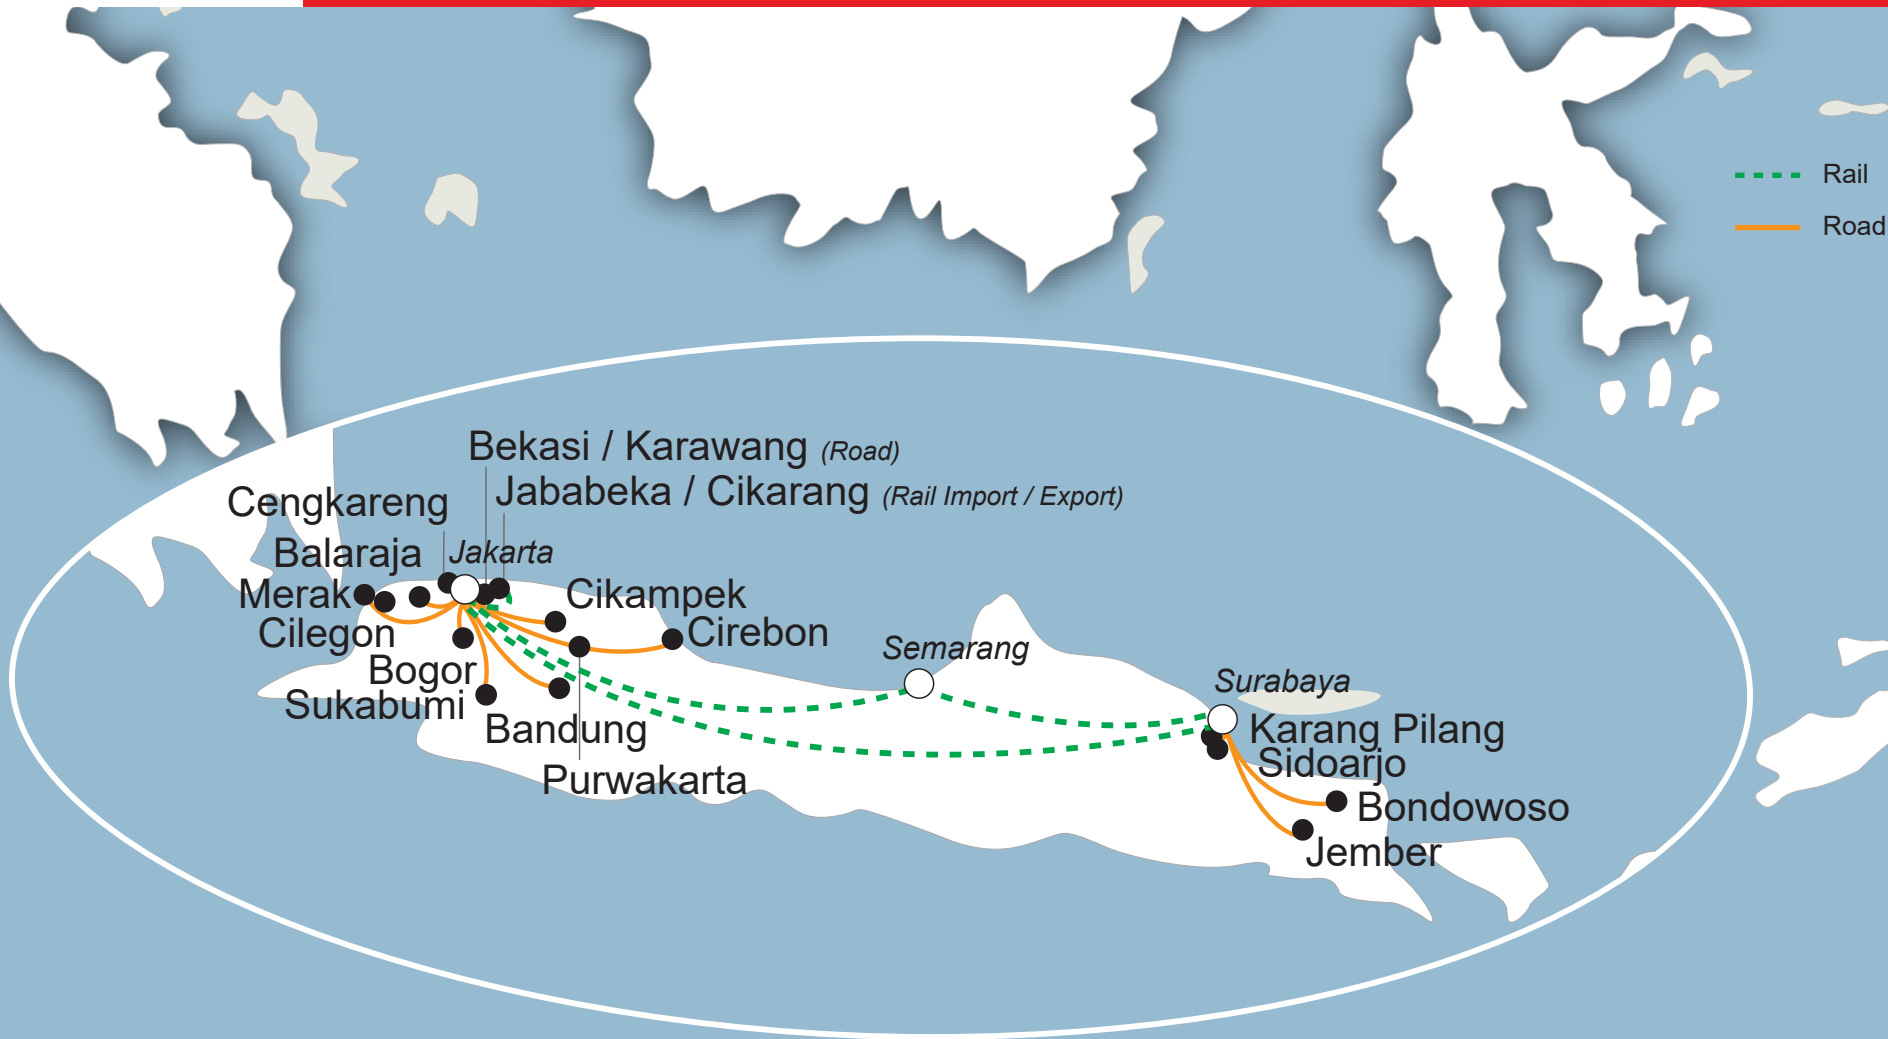 Rail
Road
Bekasi / Karawang (Road)
Jababeka / Cikarang (Rail Import / Export)
Cengkareng
Balaraja
Jakarta
Merak
Cikampek
Cilegon
Cirebon
Semarang
Bogor
Sukabumi
Surabaya
Bandung
Karang Pilang
Sidoarjo
Purwakarta
Bondowoso
Jember